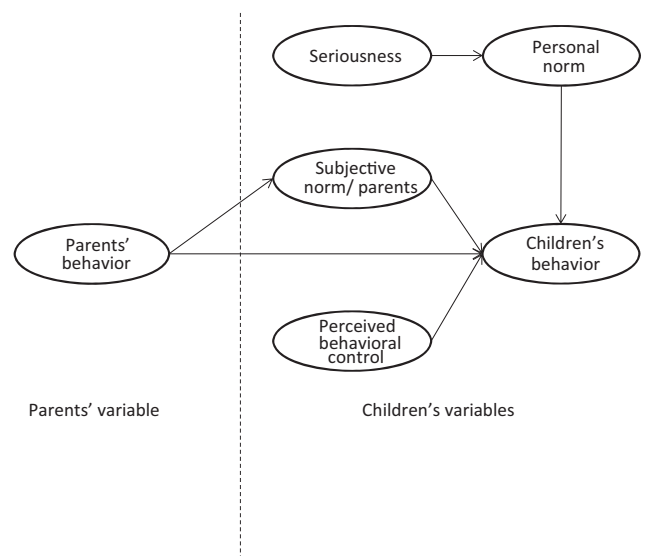 Seriousness
Personal
norm
Subjective
norm/ parents
Parents'
behavior
Children's
behavior
Perceived
behavioral
control
Parents' variable
Children's variables